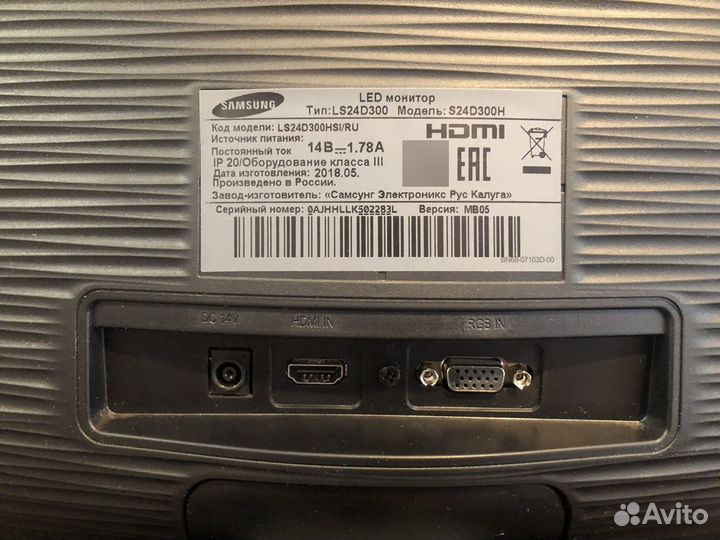 SAMSUNG
LED монитор
Тип:LS24D300 Модель: S24D300H
Код модели: LS24D300HSI/RU
Источник питания:
Постоянный ток 14В⎓1.78A
IP 20/Оборудование класса III
Дата изготовления: 2018.05.
Произведено в России.
HDMI
EAC
Завод-изготовитель: «Самсунг Электроникс Рус Калуга»
Серийный номер: 0AJHHLLK502283L Версия: MB05
BN68-07103D-00
DC 14V
HDMI IN
RGB IN
Avito